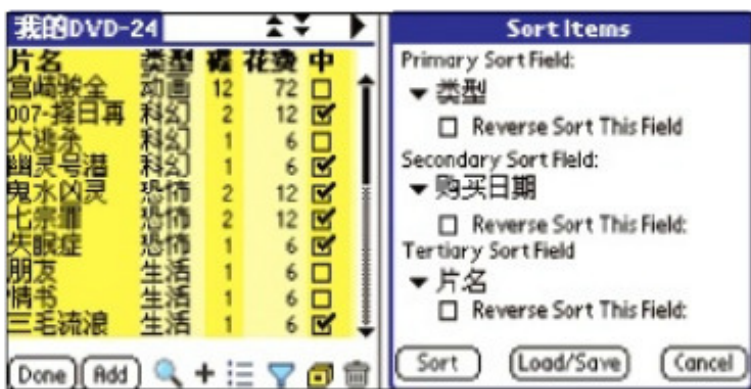 我的DVD-24
片名 类型 碟 花费 中
宫崎骏全 动画 12 72
007-择日再 科幻 2 12
大逃杀 科幻 1 6
幽灵号潜 科幻 1 6
鬼水凶灵 恐怖 2 12
七宗罪 恐怖 2 12
失眠症 恐怖 1 6
朋友 生活 1 6
情书 生活 1 6
三毛流浪 生活 1 6
Done Add
Sort Items
Primary Sort Field:
类型
Reverse Sort This Field
Secondary Sort Field:
购买日期
Reverse Sort This Field:
Tertiary Sort Field
片名
Reverse Sort This Field:
Sort Load/Save Cancel